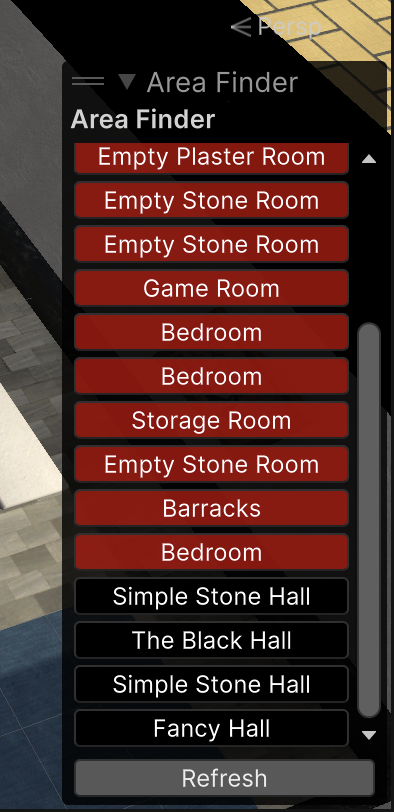 Persp
Area Finder
Area Finder
Empty Plaster Room
Empty Stone Room
Empty Stone Room
Game Room
Bedroom
Bedroom
Storage Room
Empty Stone Room
Barracks
Bedroom
Simple Stone Hall
The Black Hall
Simple Stone Hall
Fancy Hall
Refresh